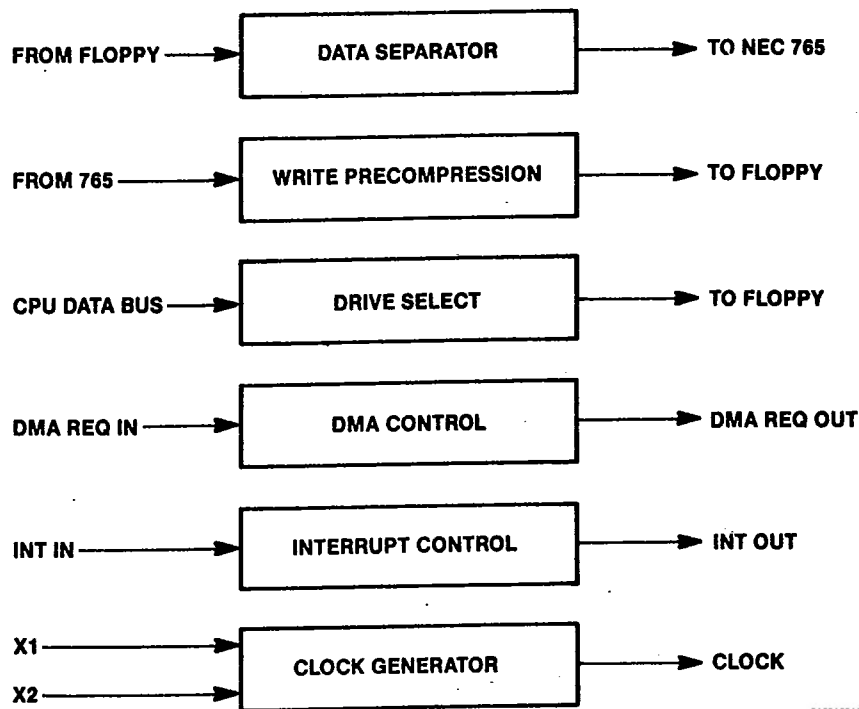 FROM FLOPPY DATA SEPARATOR TO NEC 765
FROM 765 WRITE PRECOMPRESSION TO FLOPPY
CPU DATA BUS DRIVE SELECT TO FLOPPY
DMA REQ IN DMA CONTROL DMA REQ OUT
INT IN INTERRUPT CONTROL INT OUT
X1
CLOCK GENERATOR CLOCK
X2